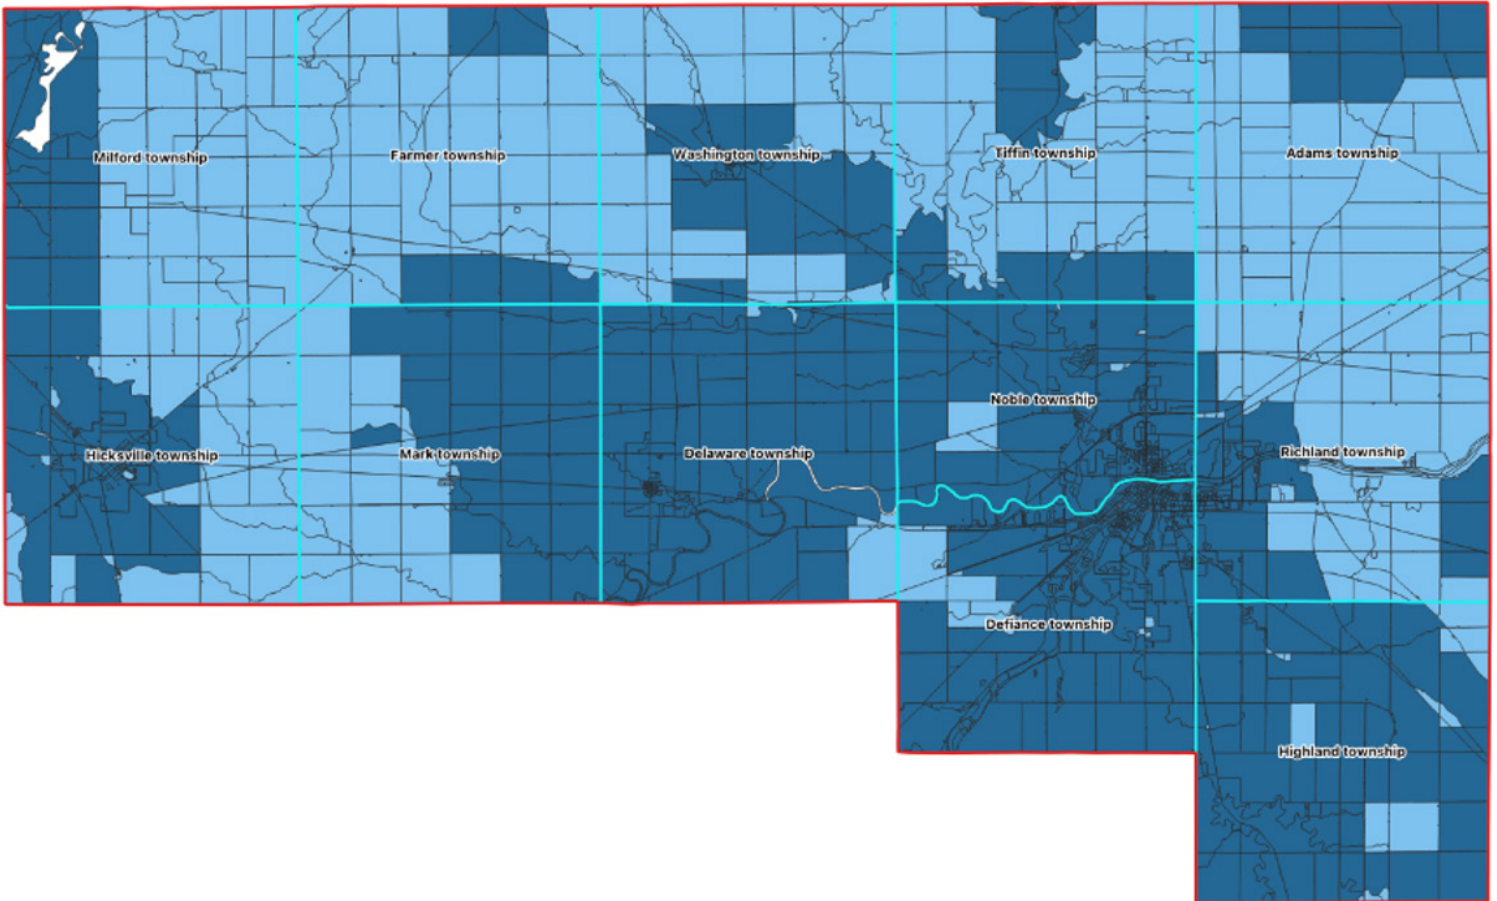 Milford township
Farmer township
Washington township
Tiffin township
Adams township
Noble township
Hicksville township
Mark township
Delaware township
Richland township
Defiance township
Highland township